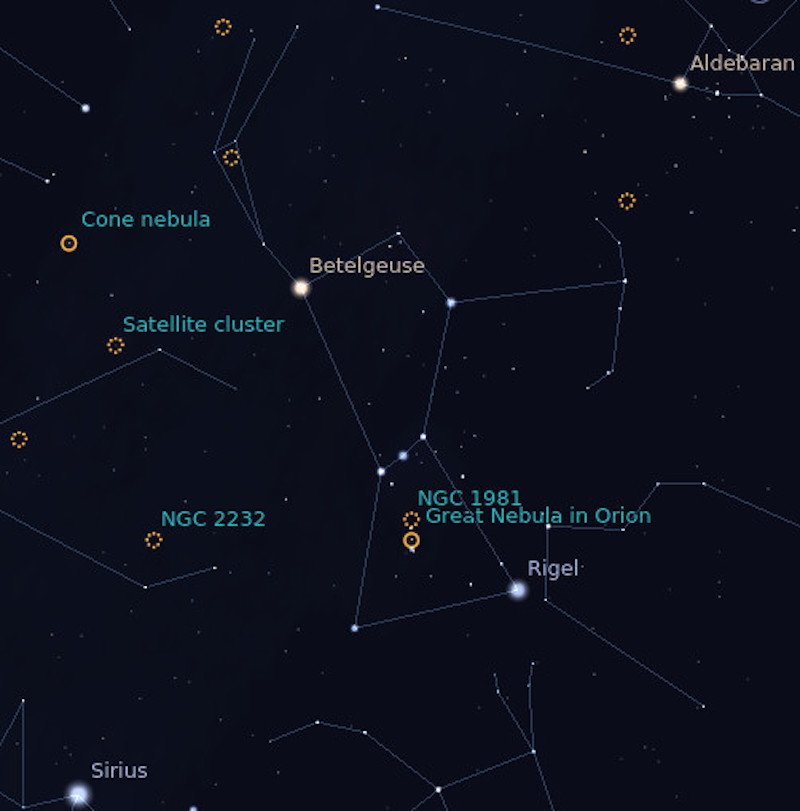 Aldebaran
Cone nebula
Betelgeuse
Satellite cluster
NGC 1981
Great Nebula in Orion
NGC 2232
Rigel
Sirius